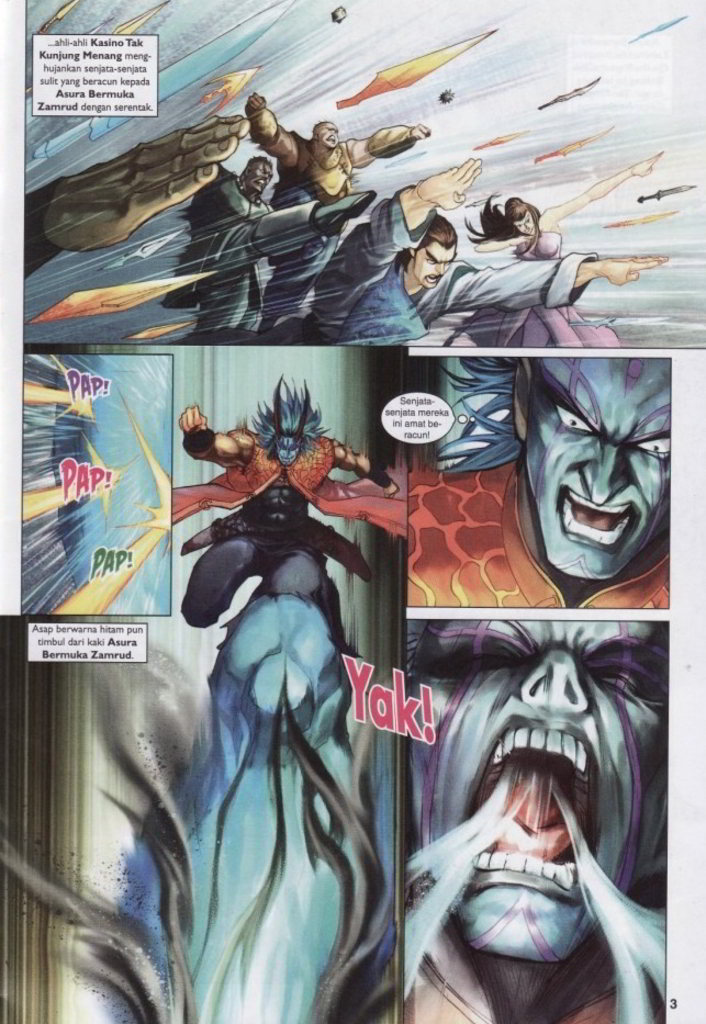 ...ahli-ahli Kasino Tak
Kunjung Menang meng-
hujankan senjata-senjata
sulit yang beracun kepada
Asura Bermuka
Zamrud dengan serentak.
PAP!
PAP!
PAP!
Senjata-
senjata mereka
ini amat be-
racun!
Asap berwarna hitam pun
timbul dari kaki Asura
Bermuka Zamrud.
Yak!
3